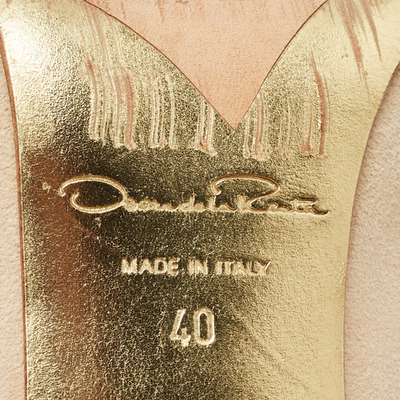 Oscar de la Renta
MADE IN ITALY
40